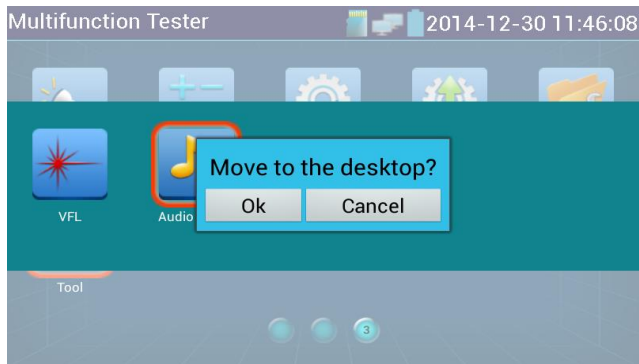 Multifunction Tester 2014-12-30 11:46:08
Move to the desktop?
Ok Cancel
VFL Audio
Tool
3